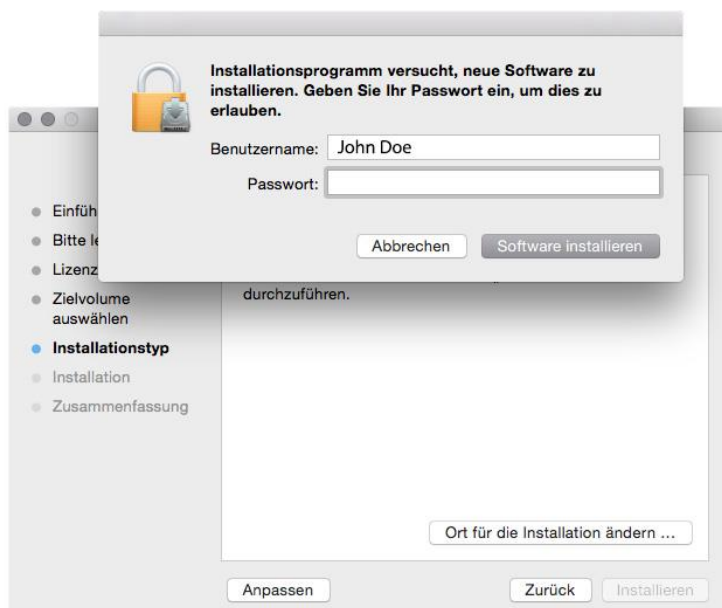 Installationsprogramm versucht, neue Software zu
installieren. Geben Sie Ihr Passwort ein, um dies zu
erlauben.
Benutzername: John Doe
Passwort:
Abbrechen Software installieren
Bitte
Zielvolume
auswählen
Installationstyp
Installation
Zusammenfassung
durchzuführen.
Ort für die Installation ändern ...
Anpassen Zurück Installieren